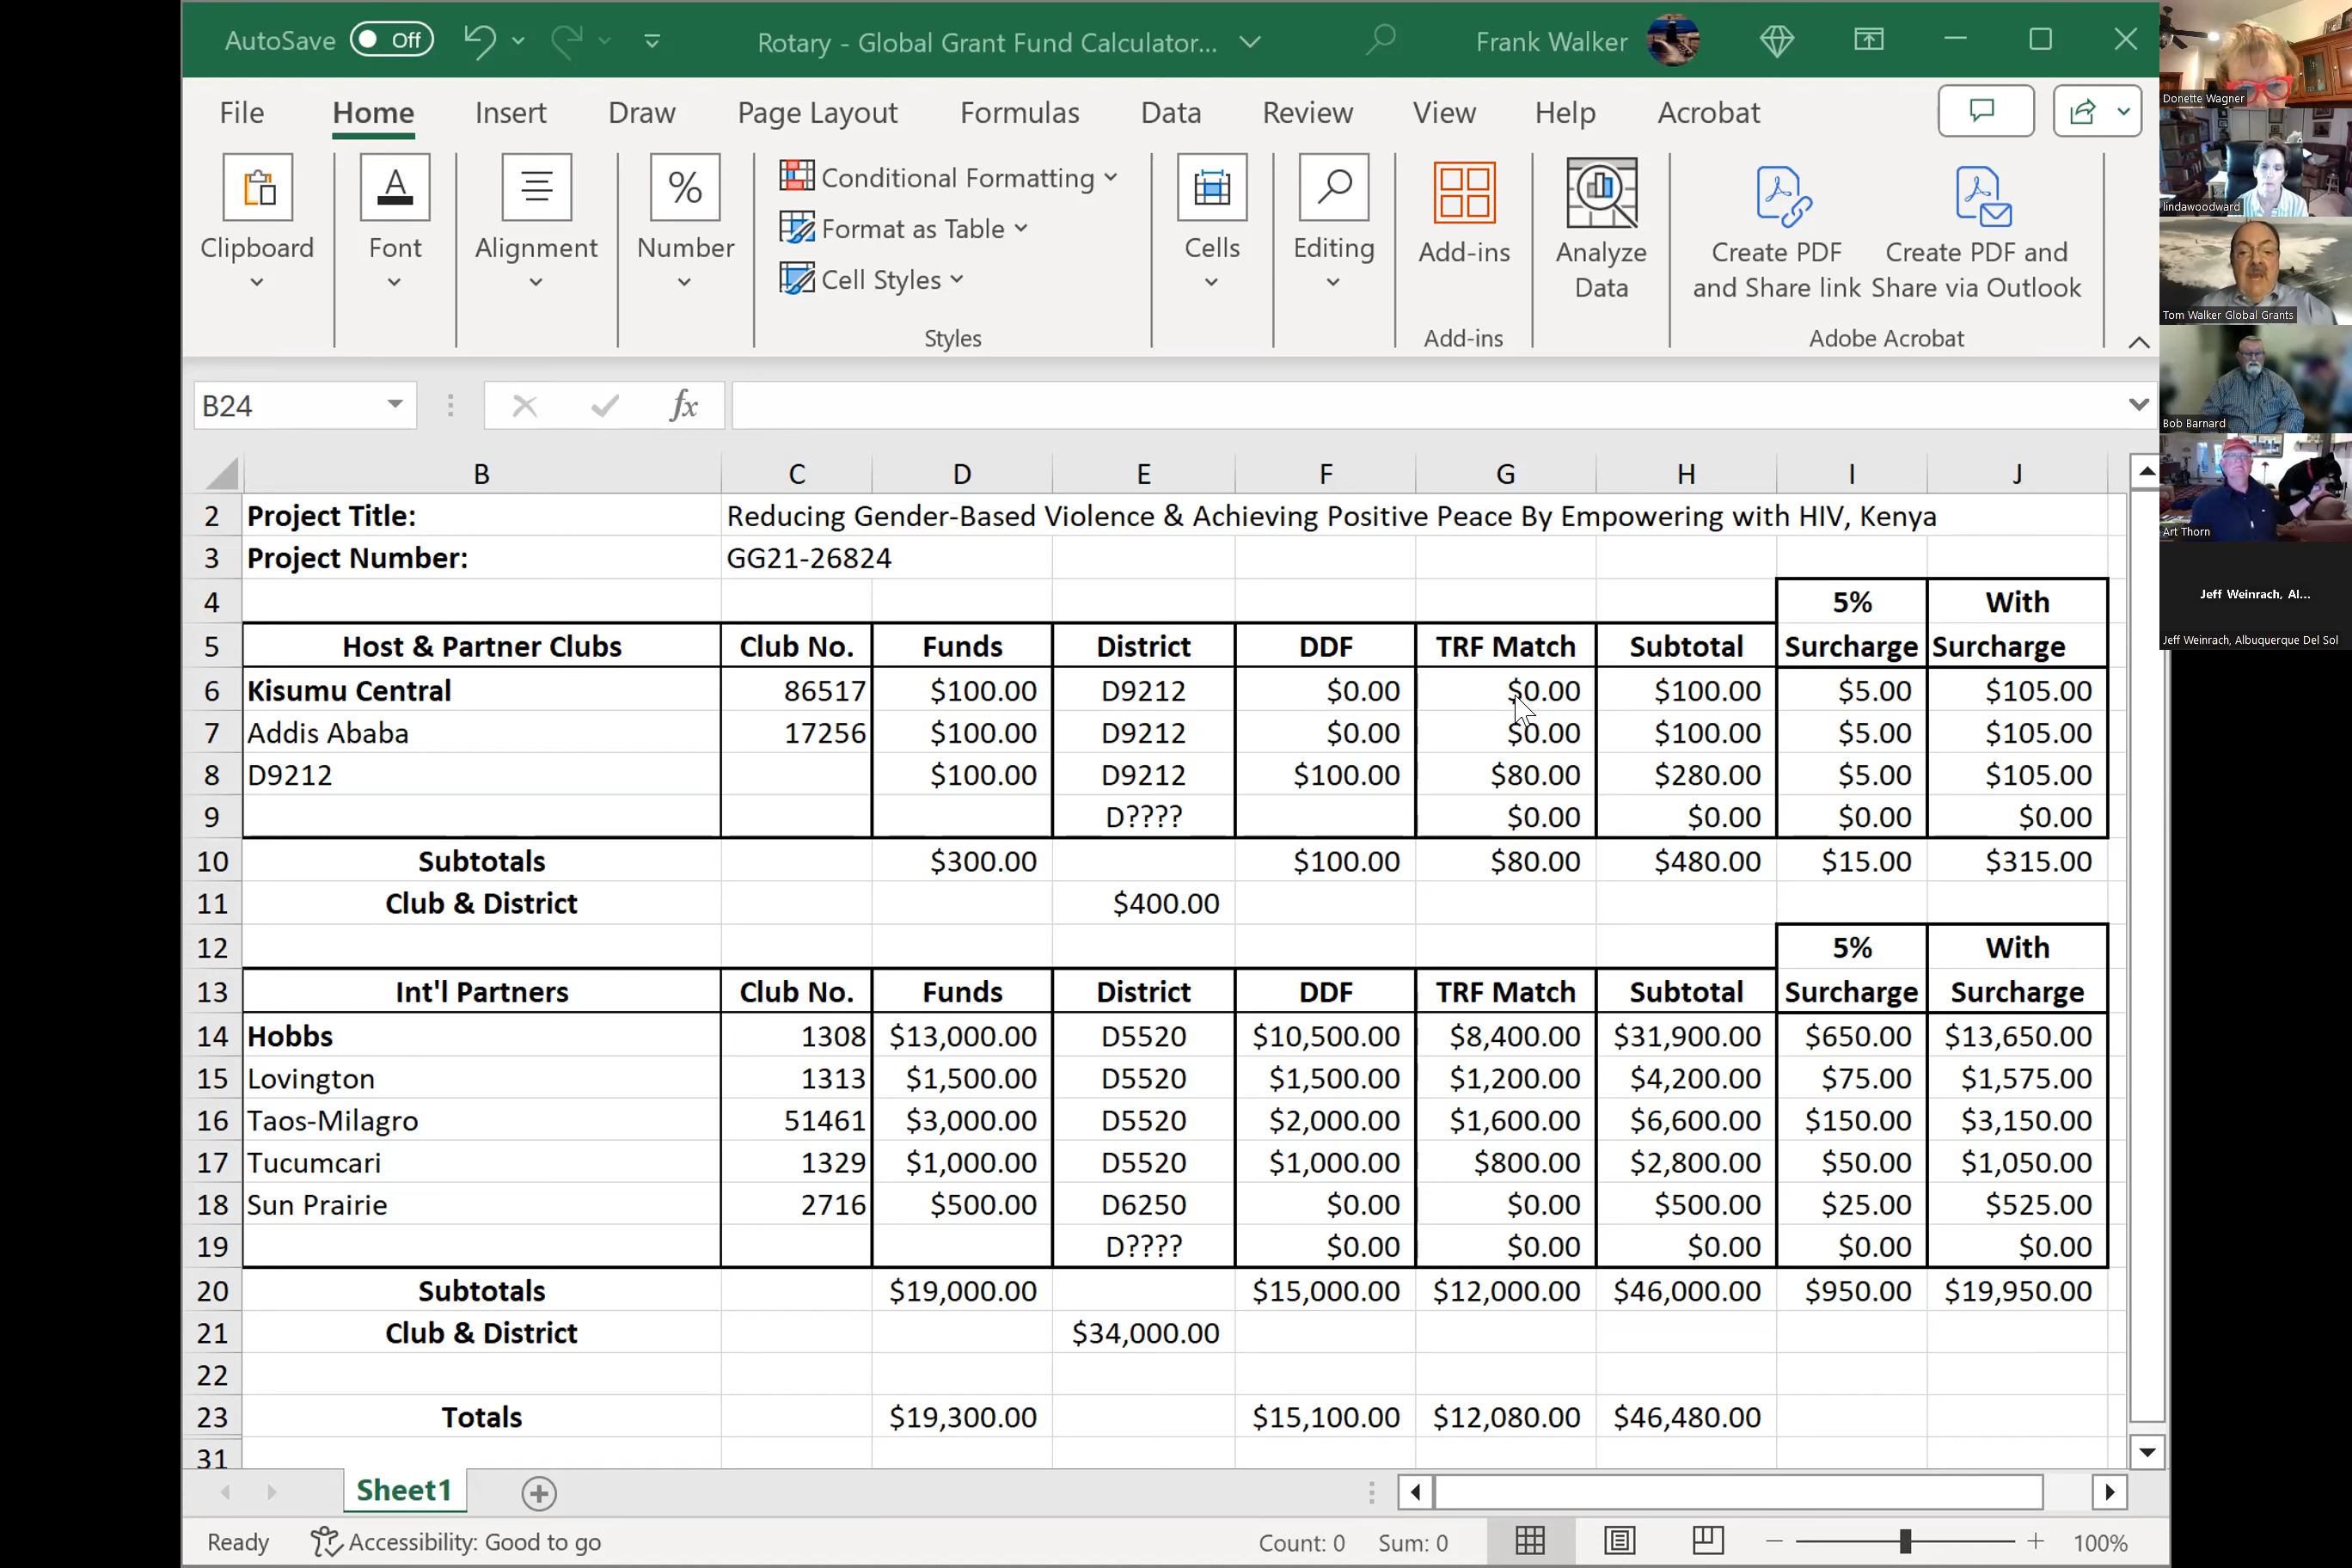 AutoSave Off Rotary - Global Grant Fund Calculator... Frank Walker
File Home Insert Draw Page Layout Formulas Data Review View Help Acrobat
Clipboard
Font
Alignment
%
Number
Conditional Formatting
Format as Table
Cell Styles
Styles
Cells
Editing
Add-ins
Add-ins
Analyze
Data
Create PDF
and Share link
Create PDF and
Share via Outlook
Adobe Acrobat
B24 fx
B C D E F G H I J
2 Project Title: Reducing Gender-Based Violence & Achieving Positive Peace By Empowering with HIV, Kenya
3 Project Number: GG21-26824
4 5% With
5 Host & Partner Clubs Club No. Funds District DDF TRF Match Subtotal Surcharge Surcharge
6 Kisumu Central 86517 $100.00 D9212 $0.00 $0.00 $100.00 $5.00 $105.00
7 Addis Ababa 17256 $100.00 D9212 $0.00 $0.00 $100.00 $5.00 $105.00
8 D9212 $100.00 D9212 $100.00 $80.00 $280.00 $5.00 $105.00
9 D???? $0.00 $0.00 $0.00 $0.00
10 Subtotals $300.00 $100.00 $80.00 $480.00 $15.00 $315.00
11 Club & District $400.00
12 5% With
13 Int'l Partners Club No. Funds District DDF TRF Match Subtotal Surcharge Surcharge
14 Hobbs 1308 $13,000.00 D5520 $10,500.00 $8,400.00 $31,900.00 $650.00 $13,650.00
15 Lovington 1313 $1,500.00 D5520 $1,500.00 $1,200.00 $4,200.00 $75.00 $1,575.00
16 Taos-Milagro 51461 $3,000.00 D5520 $2,000.00 $1,600.00 $6,600.00 $150.00 $3,150.00
17 Tucumcari 1329 $1,000.00 D5520 $1,000.00 $800.00 $2,800.00 $50.00 $1,050.00
18 Sun Prairie 2716 $500.00 D6250 $0.00 $0.00 $500.00 $25.00 $525.00
19 D???? $0.00 $0.00 $0.00 $0.00 $0.00
20 Subtotals $19,000.00 $15,000.00 $12,000.00 $46,000.00 $950.00 $19,950.00
21 Club & District $34,000.00
22
23 Totals $19,300.00 $15,100.00 $12,080.00 $46,480.00
31
Sheet1
Ready Accessibility: Good to go Count: 0 Sum: 0 100%
Donette Wagner
lindawoodward
Tom Walker Global Grants
Bob Barnard
Art Thorn
Jeff Weinrach, Al...
Jeff Weinrach, Albuquerque Del Sol